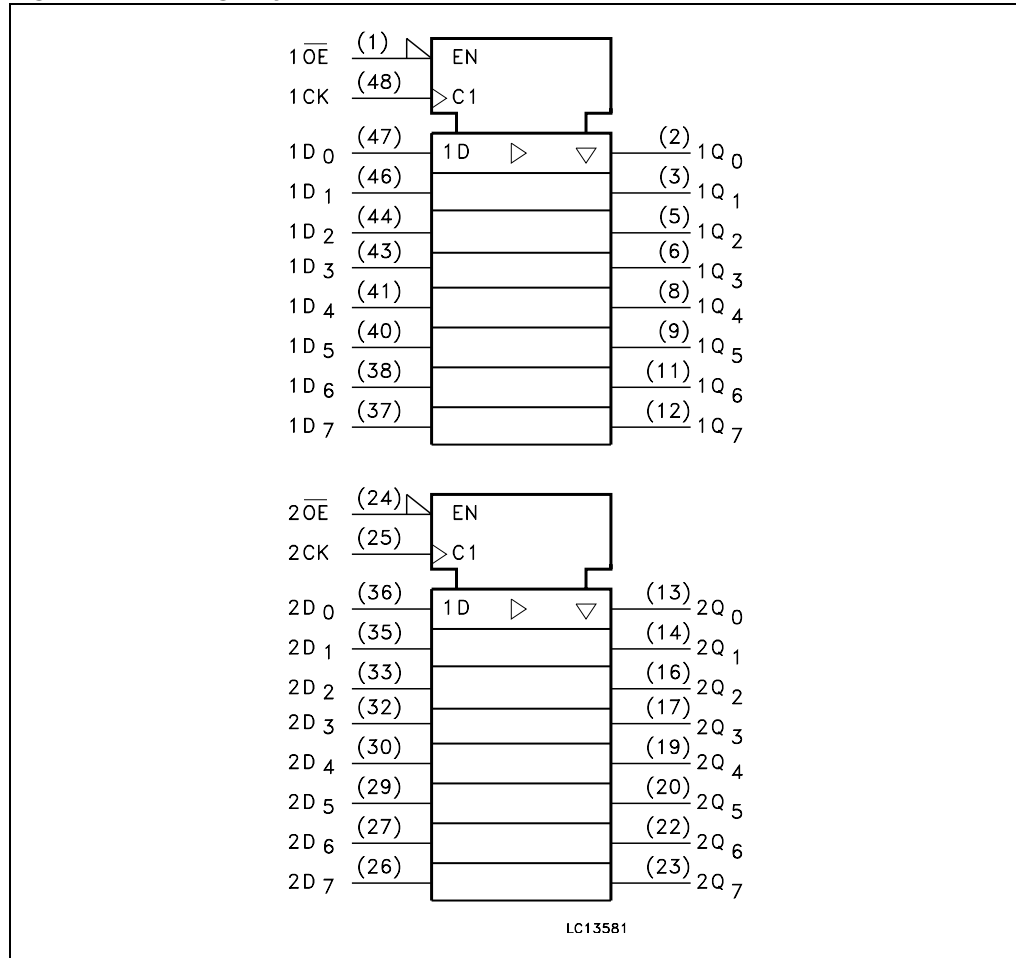 1O̅E̅ (1) EN
1CK (48) C1
1D0 (47) 1D (2) 1Q0
1D1 (46) (3) 1Q1
1D2 (44) (5) 1Q2
1D3 (43) (6) 1Q3
1D4 (41) (8) 1Q4
1D5 (40) (9) 1Q5
1D6 (38) (11) 1Q6
1D7 (37) (12) 1Q7
2O̅E̅ (24) EN
2CK (25) C1
2D0 (36) 1D (13) 2Q0
2D1 (35) (14) 2Q1
2D2 (33) (16) 2Q2
2D3 (32) (17) 2Q3
2D4 (30) (19) 2Q4
2D5 (29) (20) 2Q5
2D6 (27) (22) 2Q6
2D7 (26) (23) 2Q7
LC13581